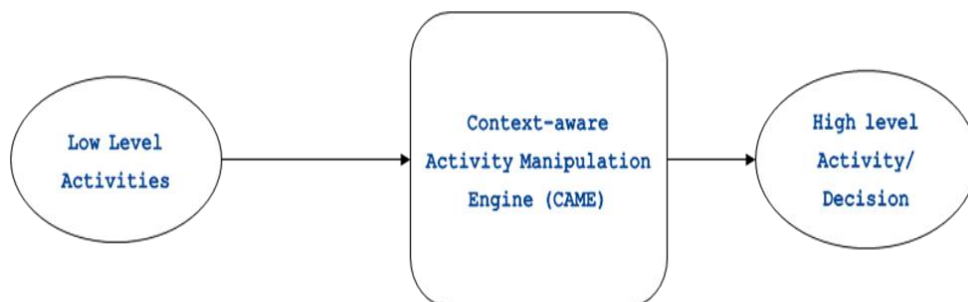 Low Level
Activities
Context-aware
Activity Manipulation
Engine (CAME)
High level
Activity/
Decision